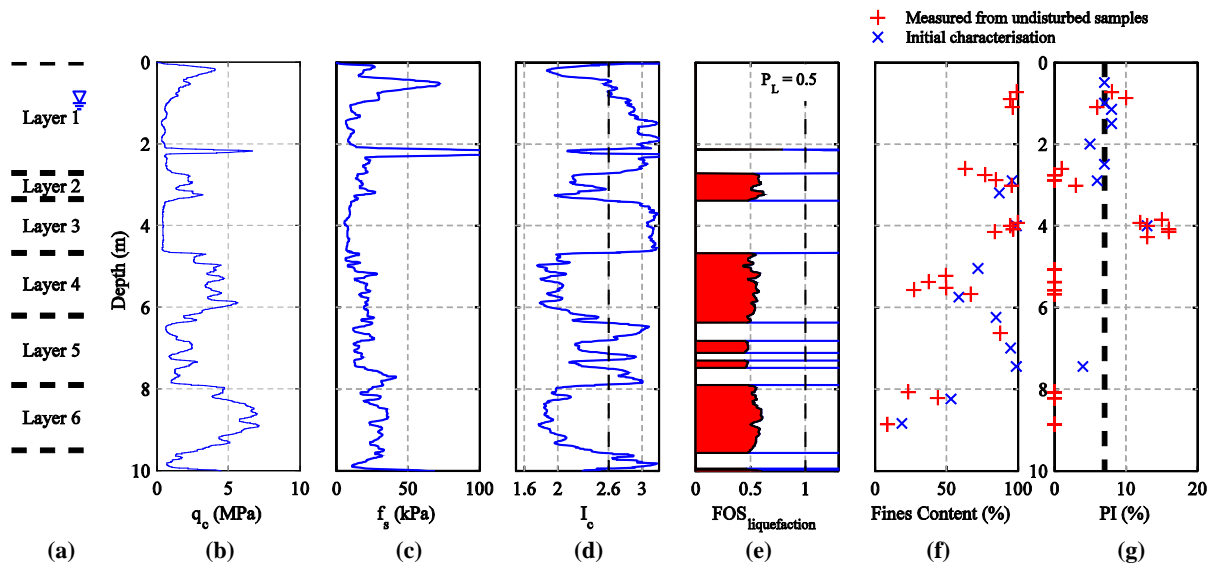 Measured from undisturbed samples
Initial characterisation
Layer 1
Layer 2
Layer 3
Layer 4
Layer 5
Layer 6
(a)
Depth (m)
0
2
4
6
8
10
0
5
10
q_c (MPa)
(b)
0
50
100
f_s (kPa)
(c)
1.6
2
2.6
3
I_c
(d)
P_L = 0.5
0
0.5
1
FOS_liquefaction
(e)
0
50
100
Fines Content (%)
(f)
0
2
4
6
8
10
0
10
20
PI (%)
(g)